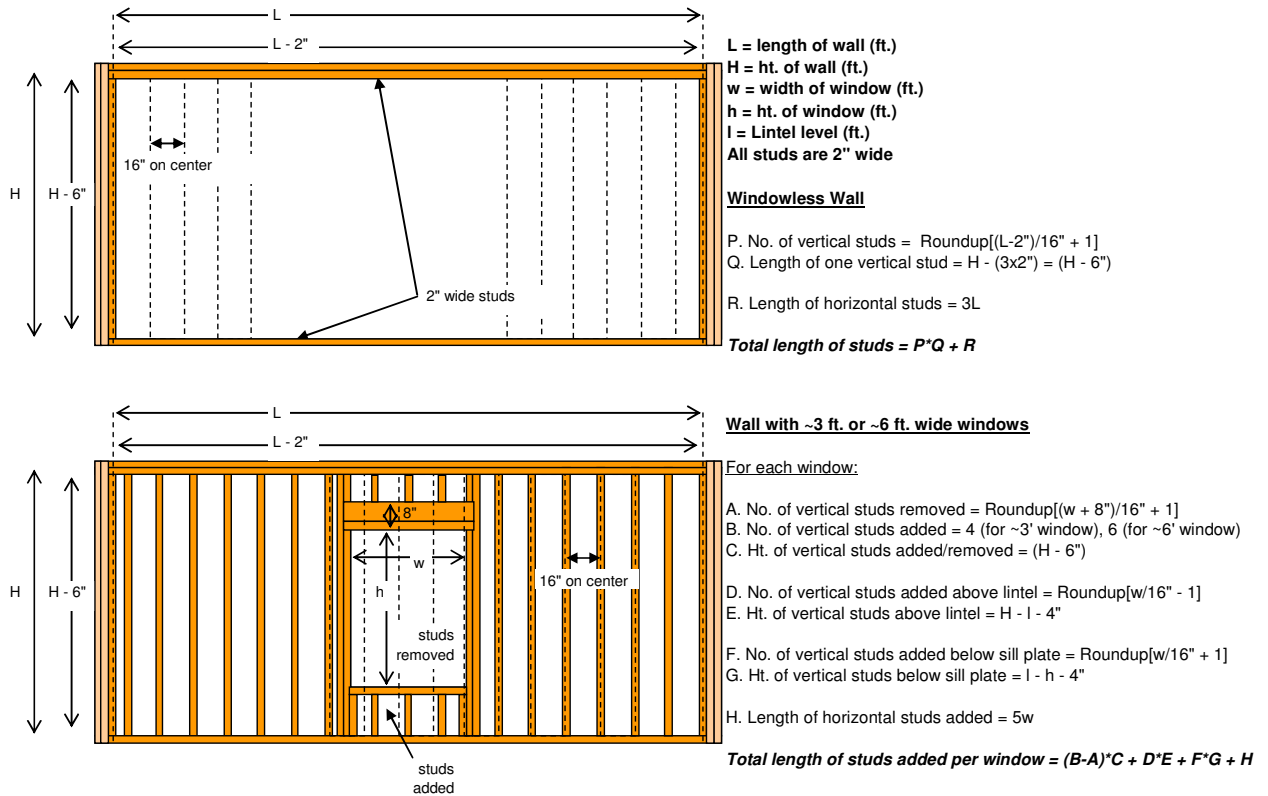 L
L - 2"
H
H - 6"
16" on center
2" wide studs
L = length of wall (ft.)
H = ht. of wall (ft.)
w = width of window (ft.)
h = ht. of window (ft.)
l = Lintel level (ft.)
All studs are 2" wide
Windowless Wall
P. No. of vertical studs = Roundup[(L-2")/16" + 1]
Q. Length of one vertical stud = H - (3x2") = (H - 6")
R. Length of horizontal studs = 3L
Total length of studs = P*Q + R
L
L - 2"
H
H - 6"
8"
w
h
16" on center
studs
removed
studs
added
Wall with ~3 ft. or ~6 ft. wide windows
For each window:
A. No. of vertical studs removed = Roundup[(w + 8")/16" + 1]
B. No. of vertical studs added = 4 (for ~3' window), 6 (for ~6' window)
C. Ht. of vertical studs added/removed = (H - 6")
D. No. of vertical studs added above lintel = Roundup[w/16" - 1]
E. Ht. of vertical studs above lintel = H - l - 4"
F. No. of vertical studs added below sill plate = Roundup[w/16" + 1]
G. Ht. of vertical studs below sill plate = l - h - 4"
H. Length of horizontal studs added = 5w
Total length of studs added per window = (B-A)*C + D*E + F*G + H